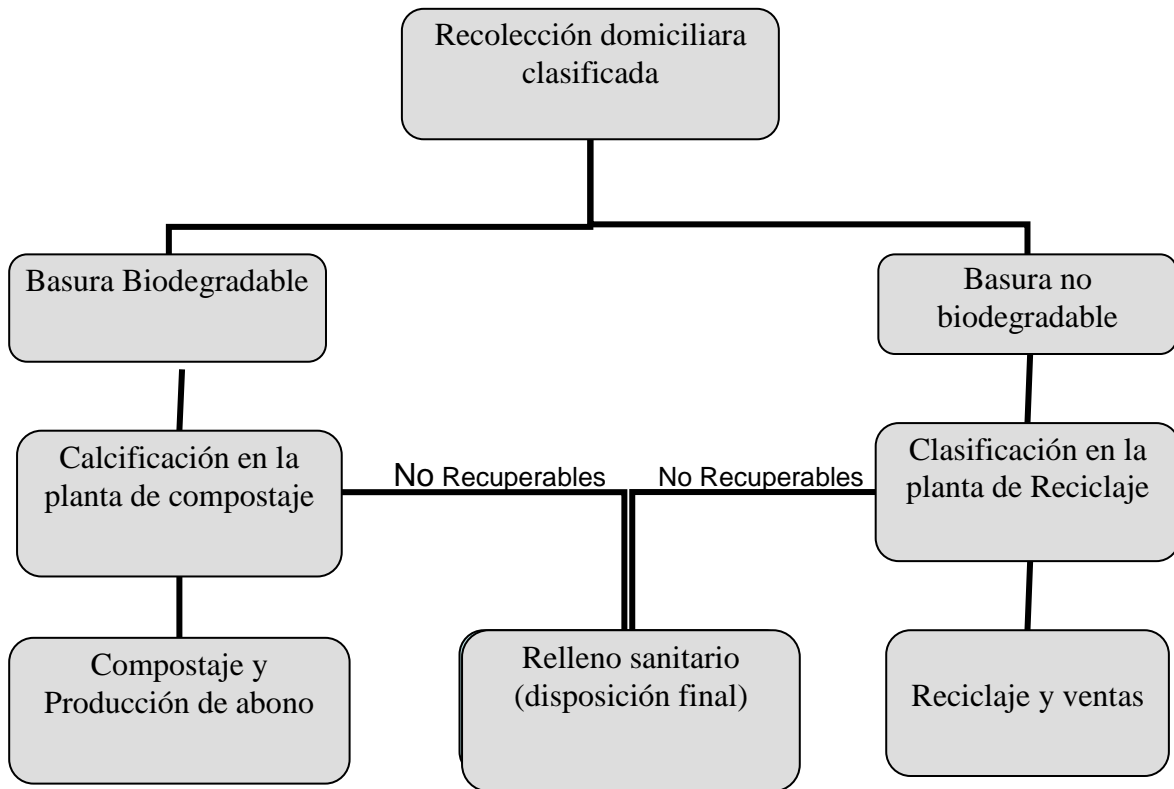 Recolección domiciliara
clasificada
Basura Biodegradable
Basura no
biodegradable
Calcificación en la
planta de compostaje
No Recuperables
No Recuperables
Clasificación en la
planta de Reciclaje
Compostaje y
Producción de abono
Relleno sanitario
(disposición final)
Reciclaje y ventas